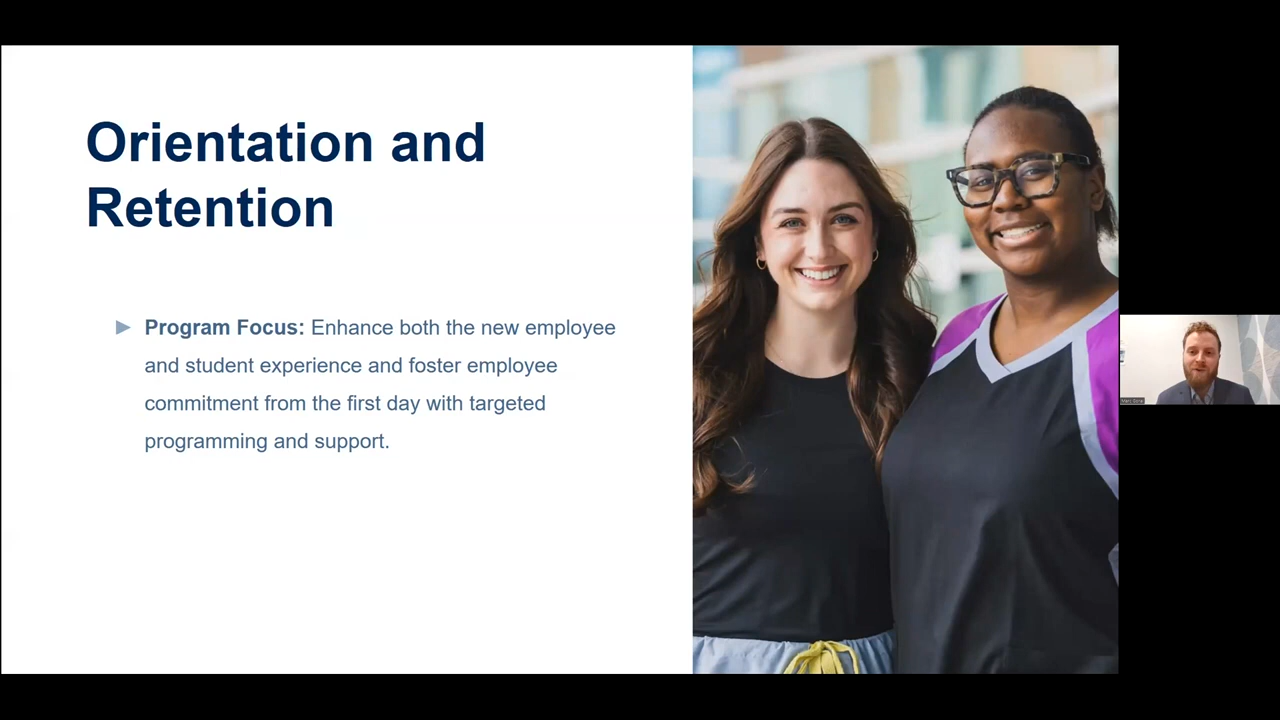 Orientation and
Retention
► Program Focus: Enhance both the new employee
and student experience and foster employee
commitment from the first day with targeted
programming and support.